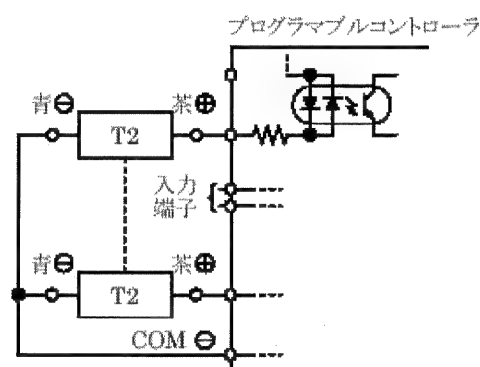 プログラマブルコントローラ
青⊖ 茶⊕
T2
入力
端子
青⊖ 茶⊕
T2
COM ⊖